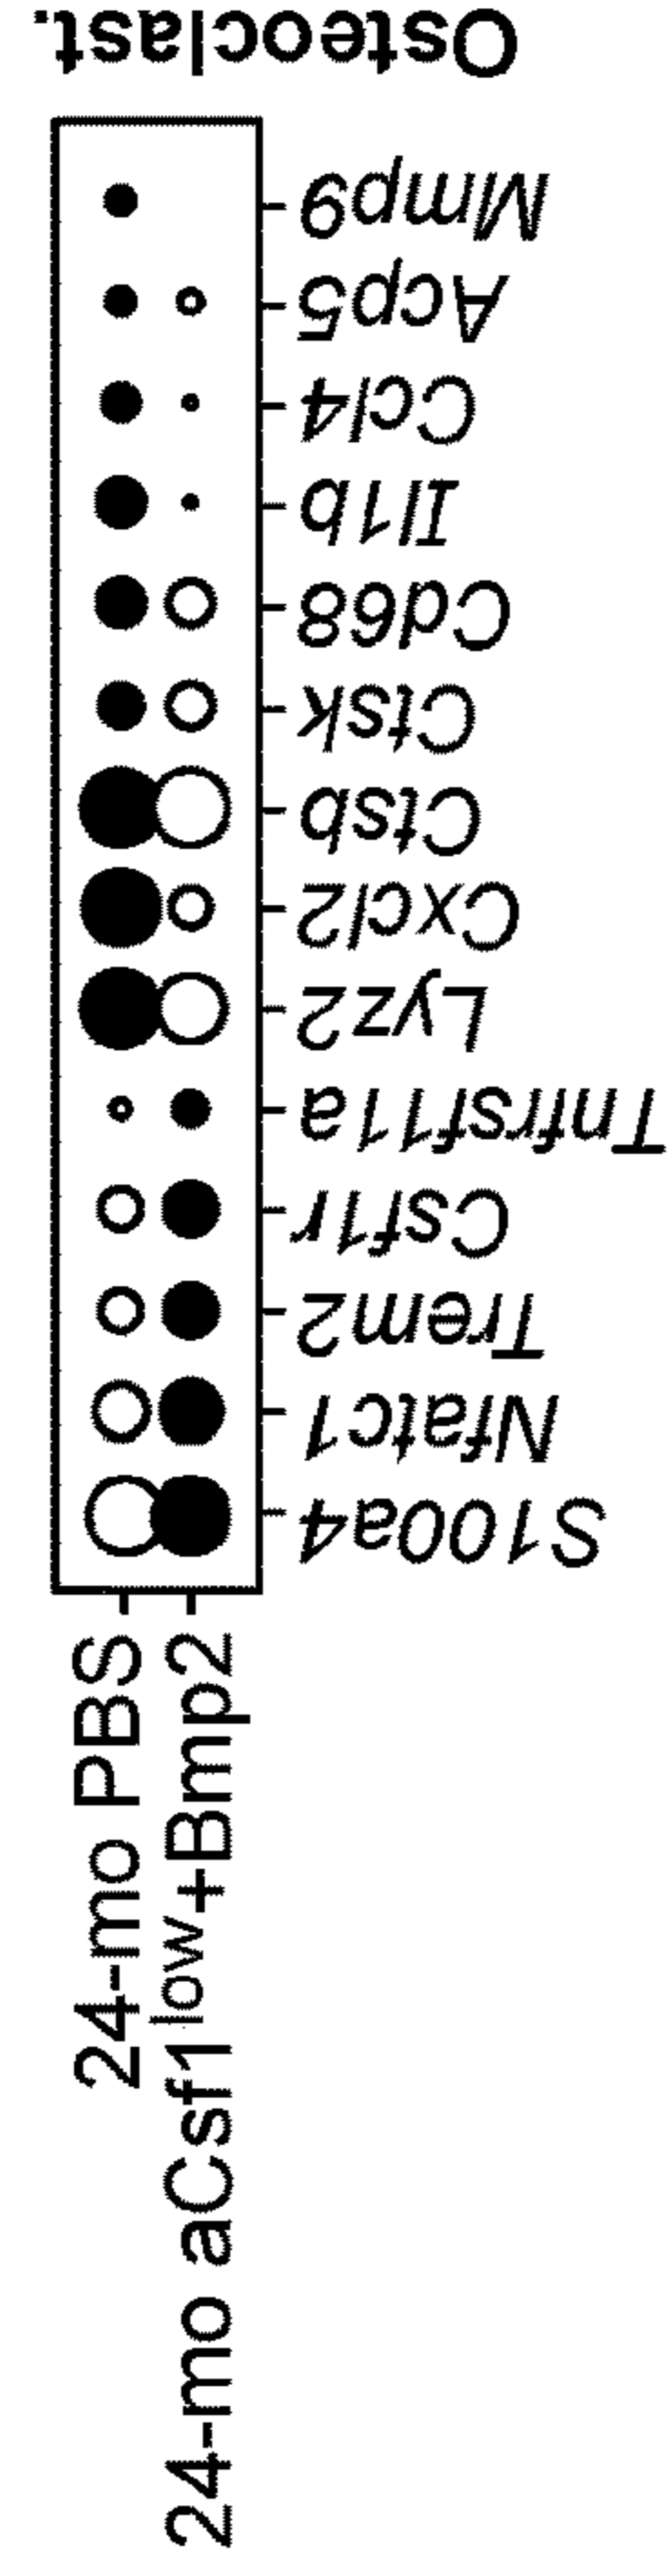 Osteoclast.
Mmp9
Acp5
Ccl4
Il1b
Cd68
Ctsk
Ctsb
Cxcl2
Lyz2
Tnfrsf11a
Csf1r
Trem2
Nfatc1
S100a4
24-mo PBS
24-mo aCsf1low+Bmp2